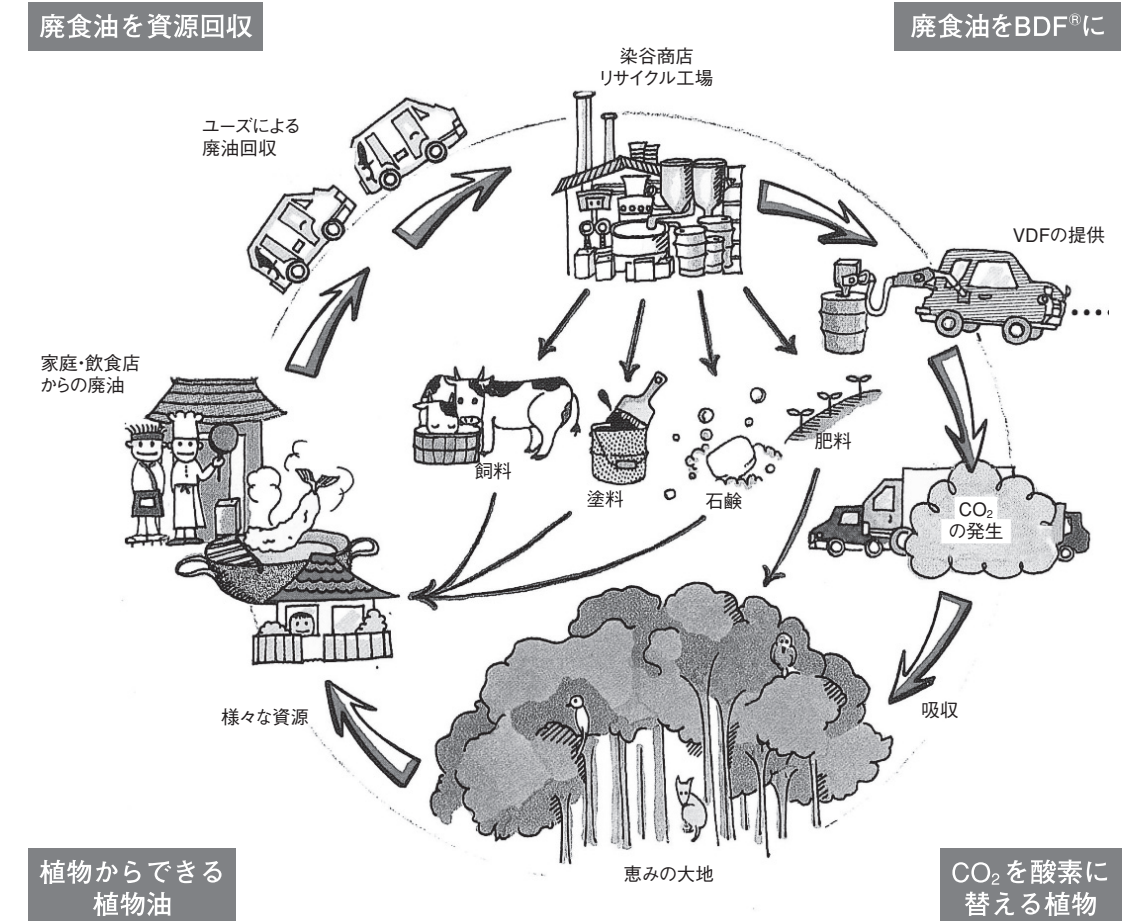 廃食油を資源回収
廃食油をBDF®に
染谷商店
リサイクル工場
ユーズによる
廃油回収
VDFの提供
家庭・飲食店
からの廃油
飼料
塗料
石鹸
肥料
CO₂
の発生
様々な資源
吸収
恵みの大地
植物からできる
植物油
CO₂を酸素に
替える植物